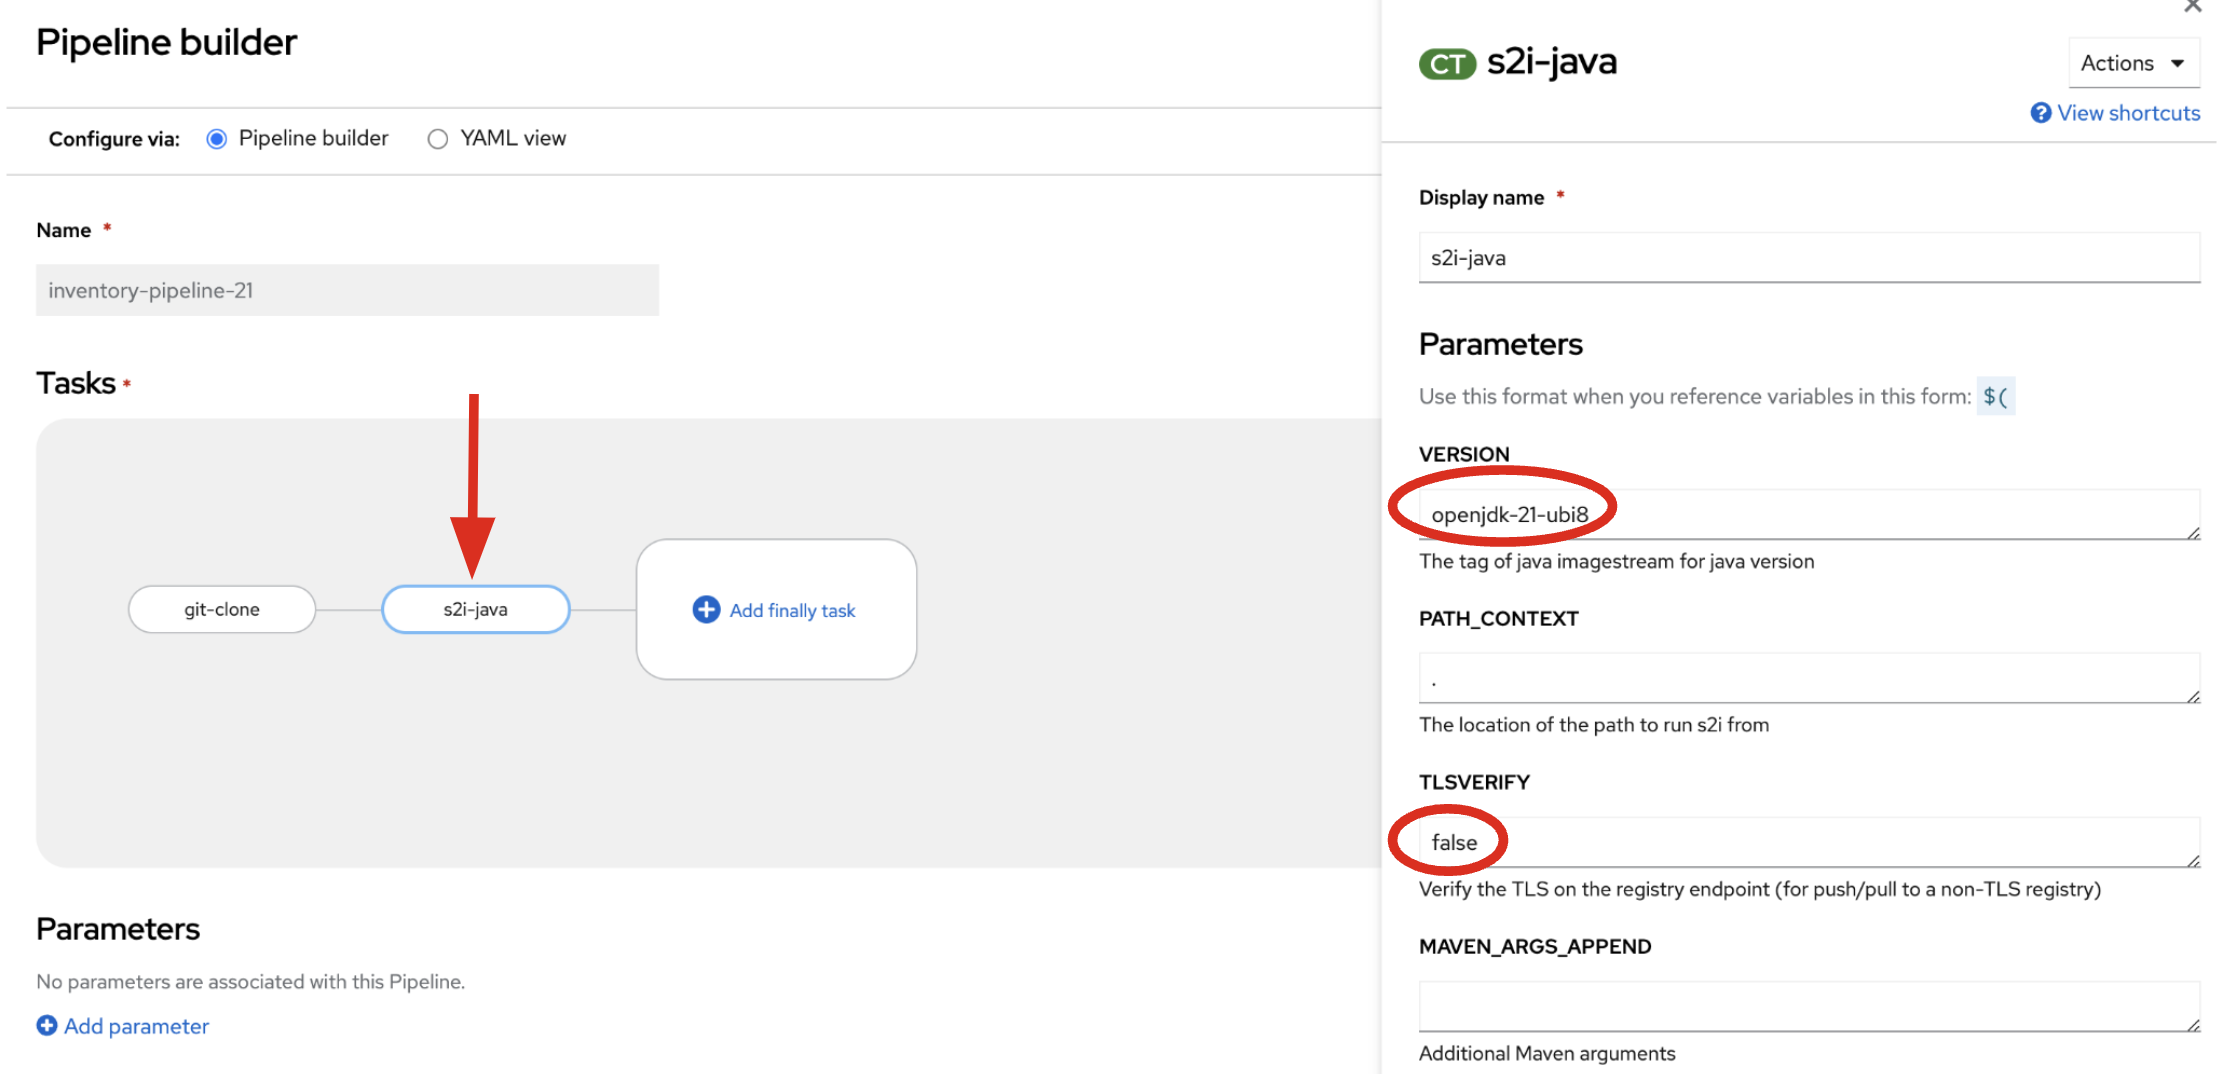 Pipeline builder
Configure via: Pipeline builder YAML view
Name *
inventory-pipeline-21
Tasks *
git-clone
s2i-java
Add finally task
Parameters
No parameters are associated with this Pipeline.
Add parameter
CT s2i-java
Actions
View shortcuts
Display name *
s2i-java
Parameters
Use this format when you reference variables in this form: $(
VERSION
openjdk-21-ubi8
The tag of java imagestream for java version
PATH_CONTEXT
.
The location of the path to run s2i from
TLSVERIFY
false
Verify the TLS on the registry endpoint (for push/pull to a non-TLS registry)
MAVEN_ARGS_APPEND
Additional Maven arguments